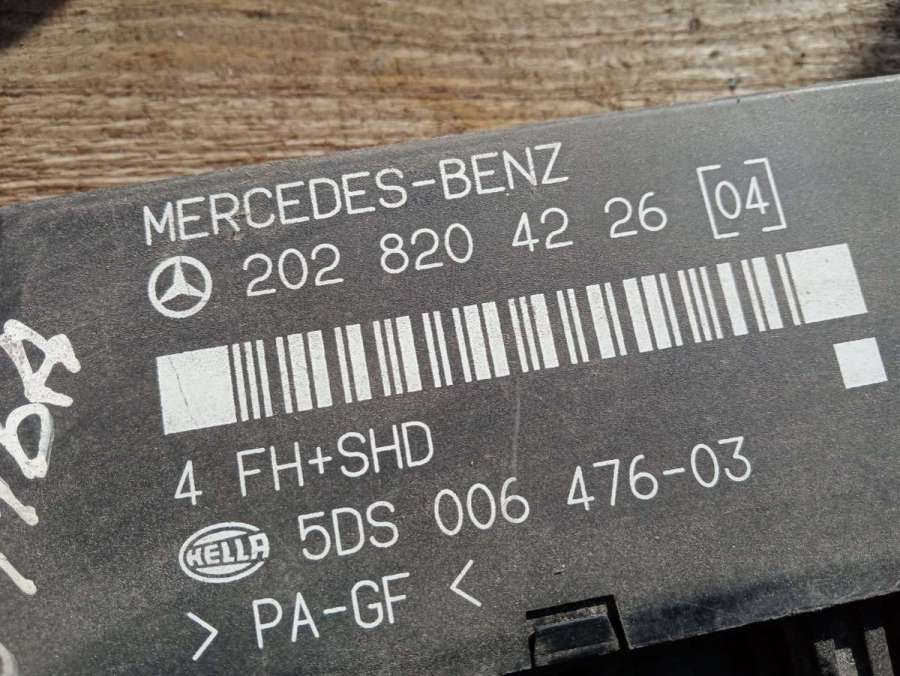 MERCEDES-BENZ
202 820 42 26 [04]
4 FH+SHD
HELLA 5DS 006 476-03
> PA-GF <